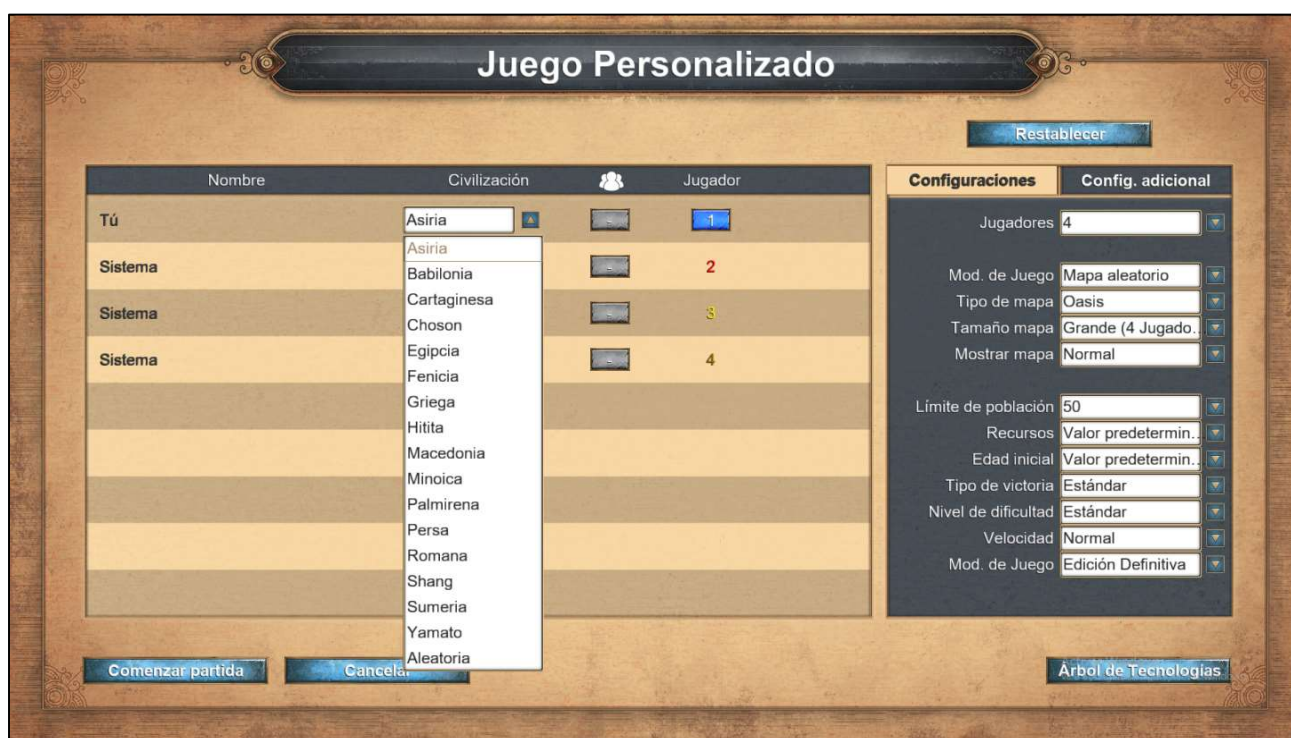 Juego Personalizado
Restablecer
Nombre Civilización Jugador
Tú Asiria - 1
Sistema - 2
Sistema - 3
Sistema - 4
Asiria
Babilonia
Cartaginesa
Choson
Egipcia
Fenicia
Griega
Hitita
Macedonia
Minoica
Palmirena
Persa
Romana
Shang
Sumeria
Yamato
Aleatoria
Configuraciones Config. adicional
Jugadores 4
Mod. de Juego Mapa aleatorio
Tipo de mapa Oasis
Tamaño mapa Grande (4 Jugado..
Mostrar mapa Normal
Límite de población 50
Recursos Valor predetermin..
Edad inicial Valor predetermin..
Tipo de victoria Estándar
Nivel de dificultad Estándar
Velocidad Normal
Mod. de Juego Edición Definitiva
Comenzar partida Cancelar Árbol de Tecnologías